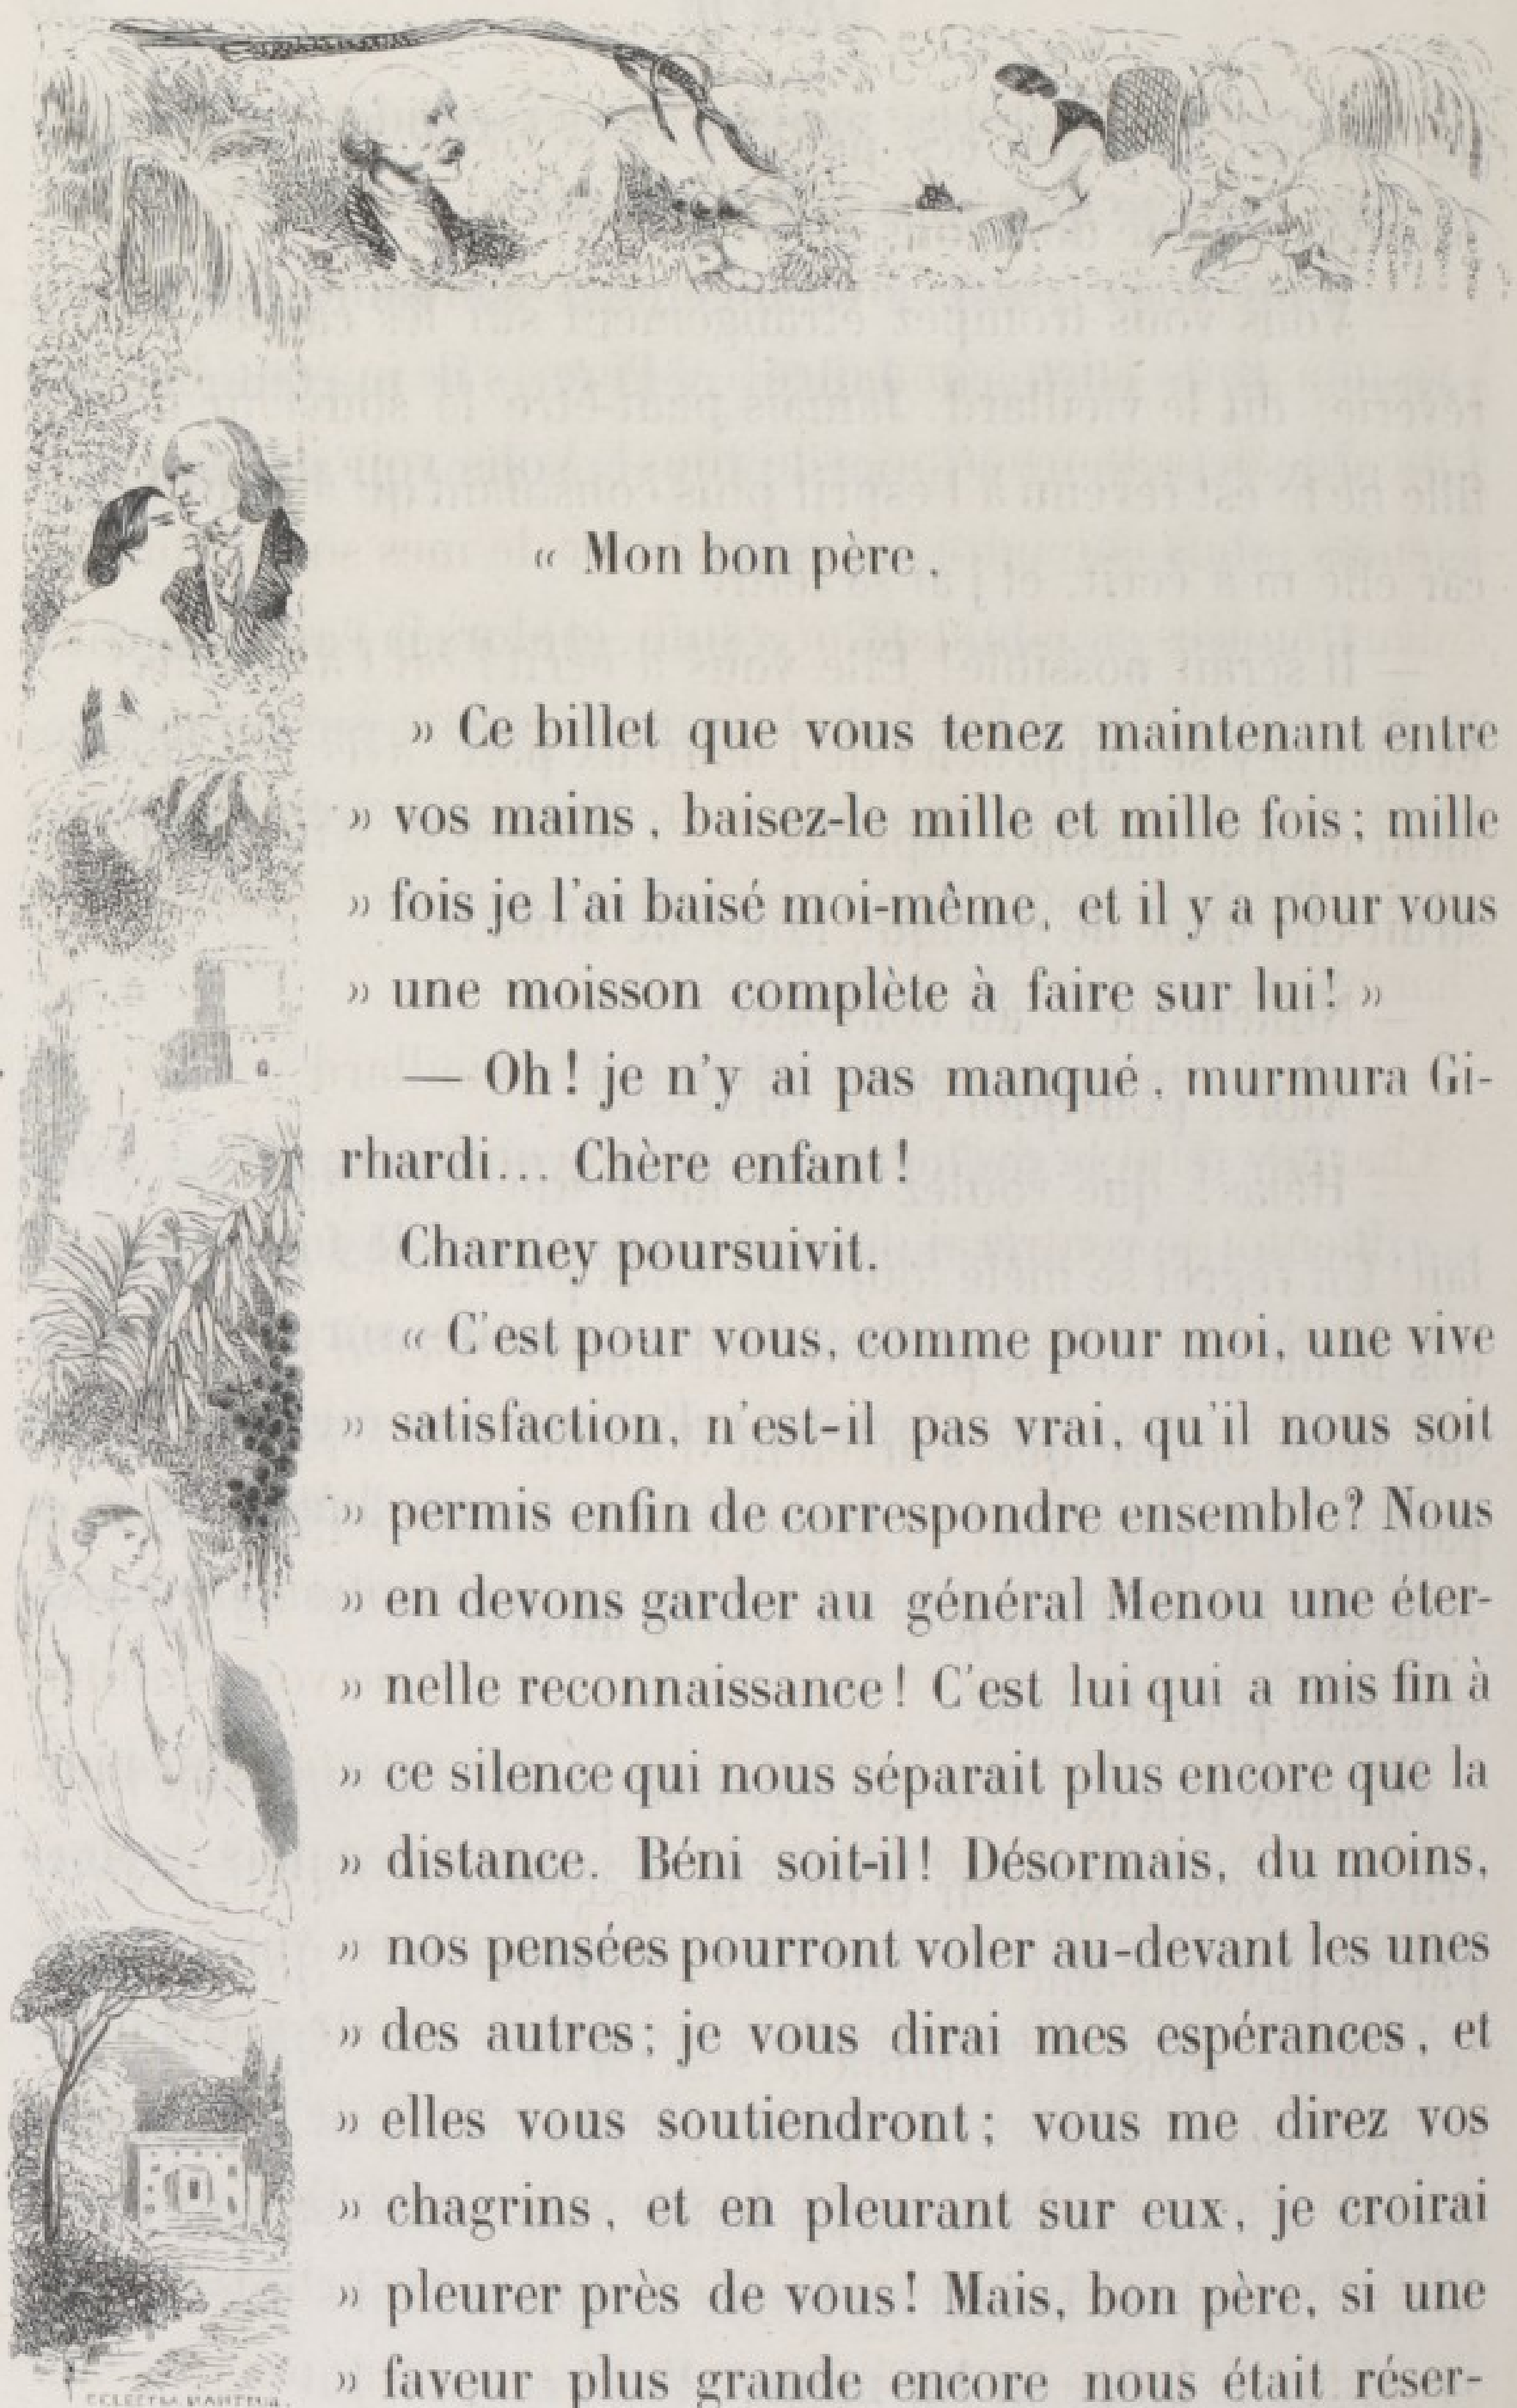 « Mon bon père,
» Ce billet que vous tenez maintenant entre
» vos mains, baisez-le mille et mille fois; mille
» fois je l'ai baisé moi-même, et il y a pour vous
» une moisson complète à faire sur lui! »
— Oh! je n'y ai pas manqué, murmura Gi-
rhardi... Chère enfant!
Charney poursuivit.
« C'est pour vous, comme pour moi, une vive
» satisfaction, n'est-il pas vrai, qu'il nous soit
» permis enfin de correspondre ensemble? Nous
» en devons garder au général Menou une éter-
» nelle reconnaissance! C'est lui qui a mis fin à
» ce silence qui nous séparait plus encore que la
» distance. Béni soit-il! Désormais, du moins,
» nos pensées pourront voler au-devant les unes
» des autres; je vous dirai mes espérances, et
» elles vous soutiendront; vous me direz vos
» chagrins, et en pleurant sur eux, je croirai
» pleurer près de vous! Mais, bon père, si une
» faveur plus grande encore nous était réser-